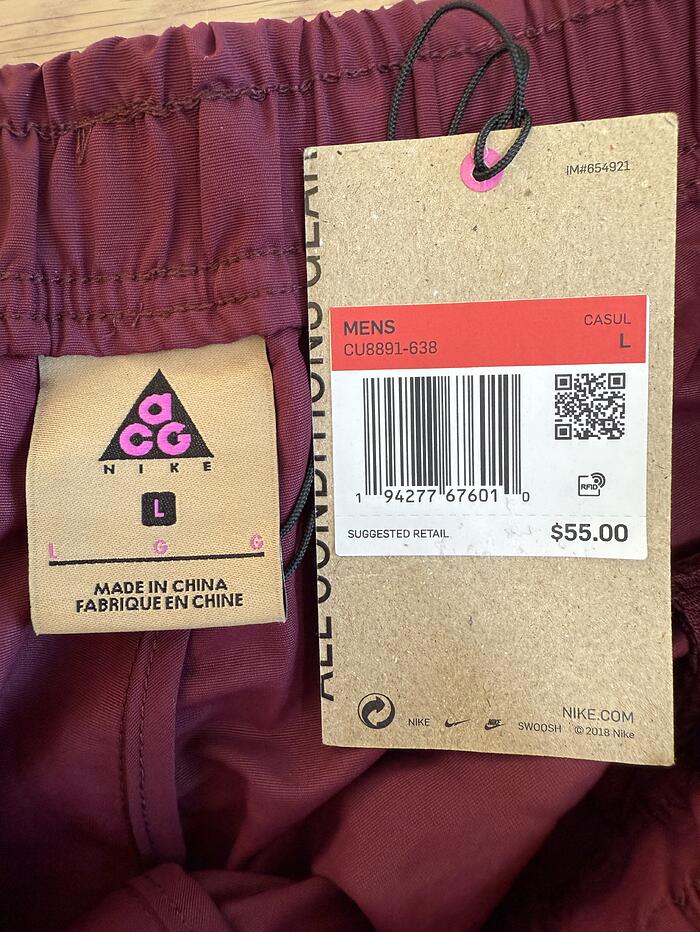 acG
NIKE
L
L G G
MADE IN CHINA
FABRIQUE EN CHINE
ALL CONDITIONS GEAR
IM#654921
MENS CASUL
CU8891-638 L
1 94277 67601 0
RFID
SUGGESTED RETAIL $55.00
NIKE.COM
NIKE NIKE SWOOSH © 2018 Nike